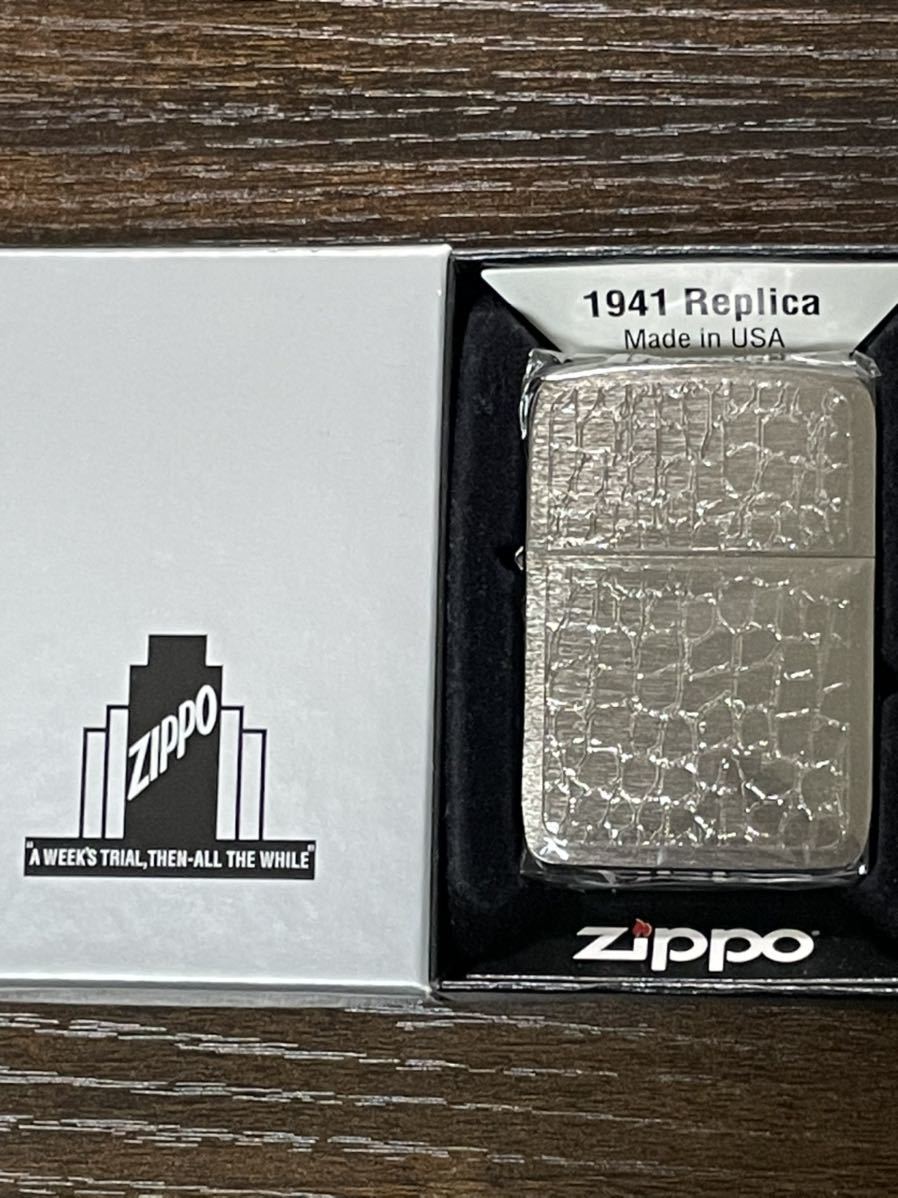 ZIPPO
"A WEEK'S TRIAL, THEN-ALL THE WHILE"
1941 Replica
Made in USA
zippo